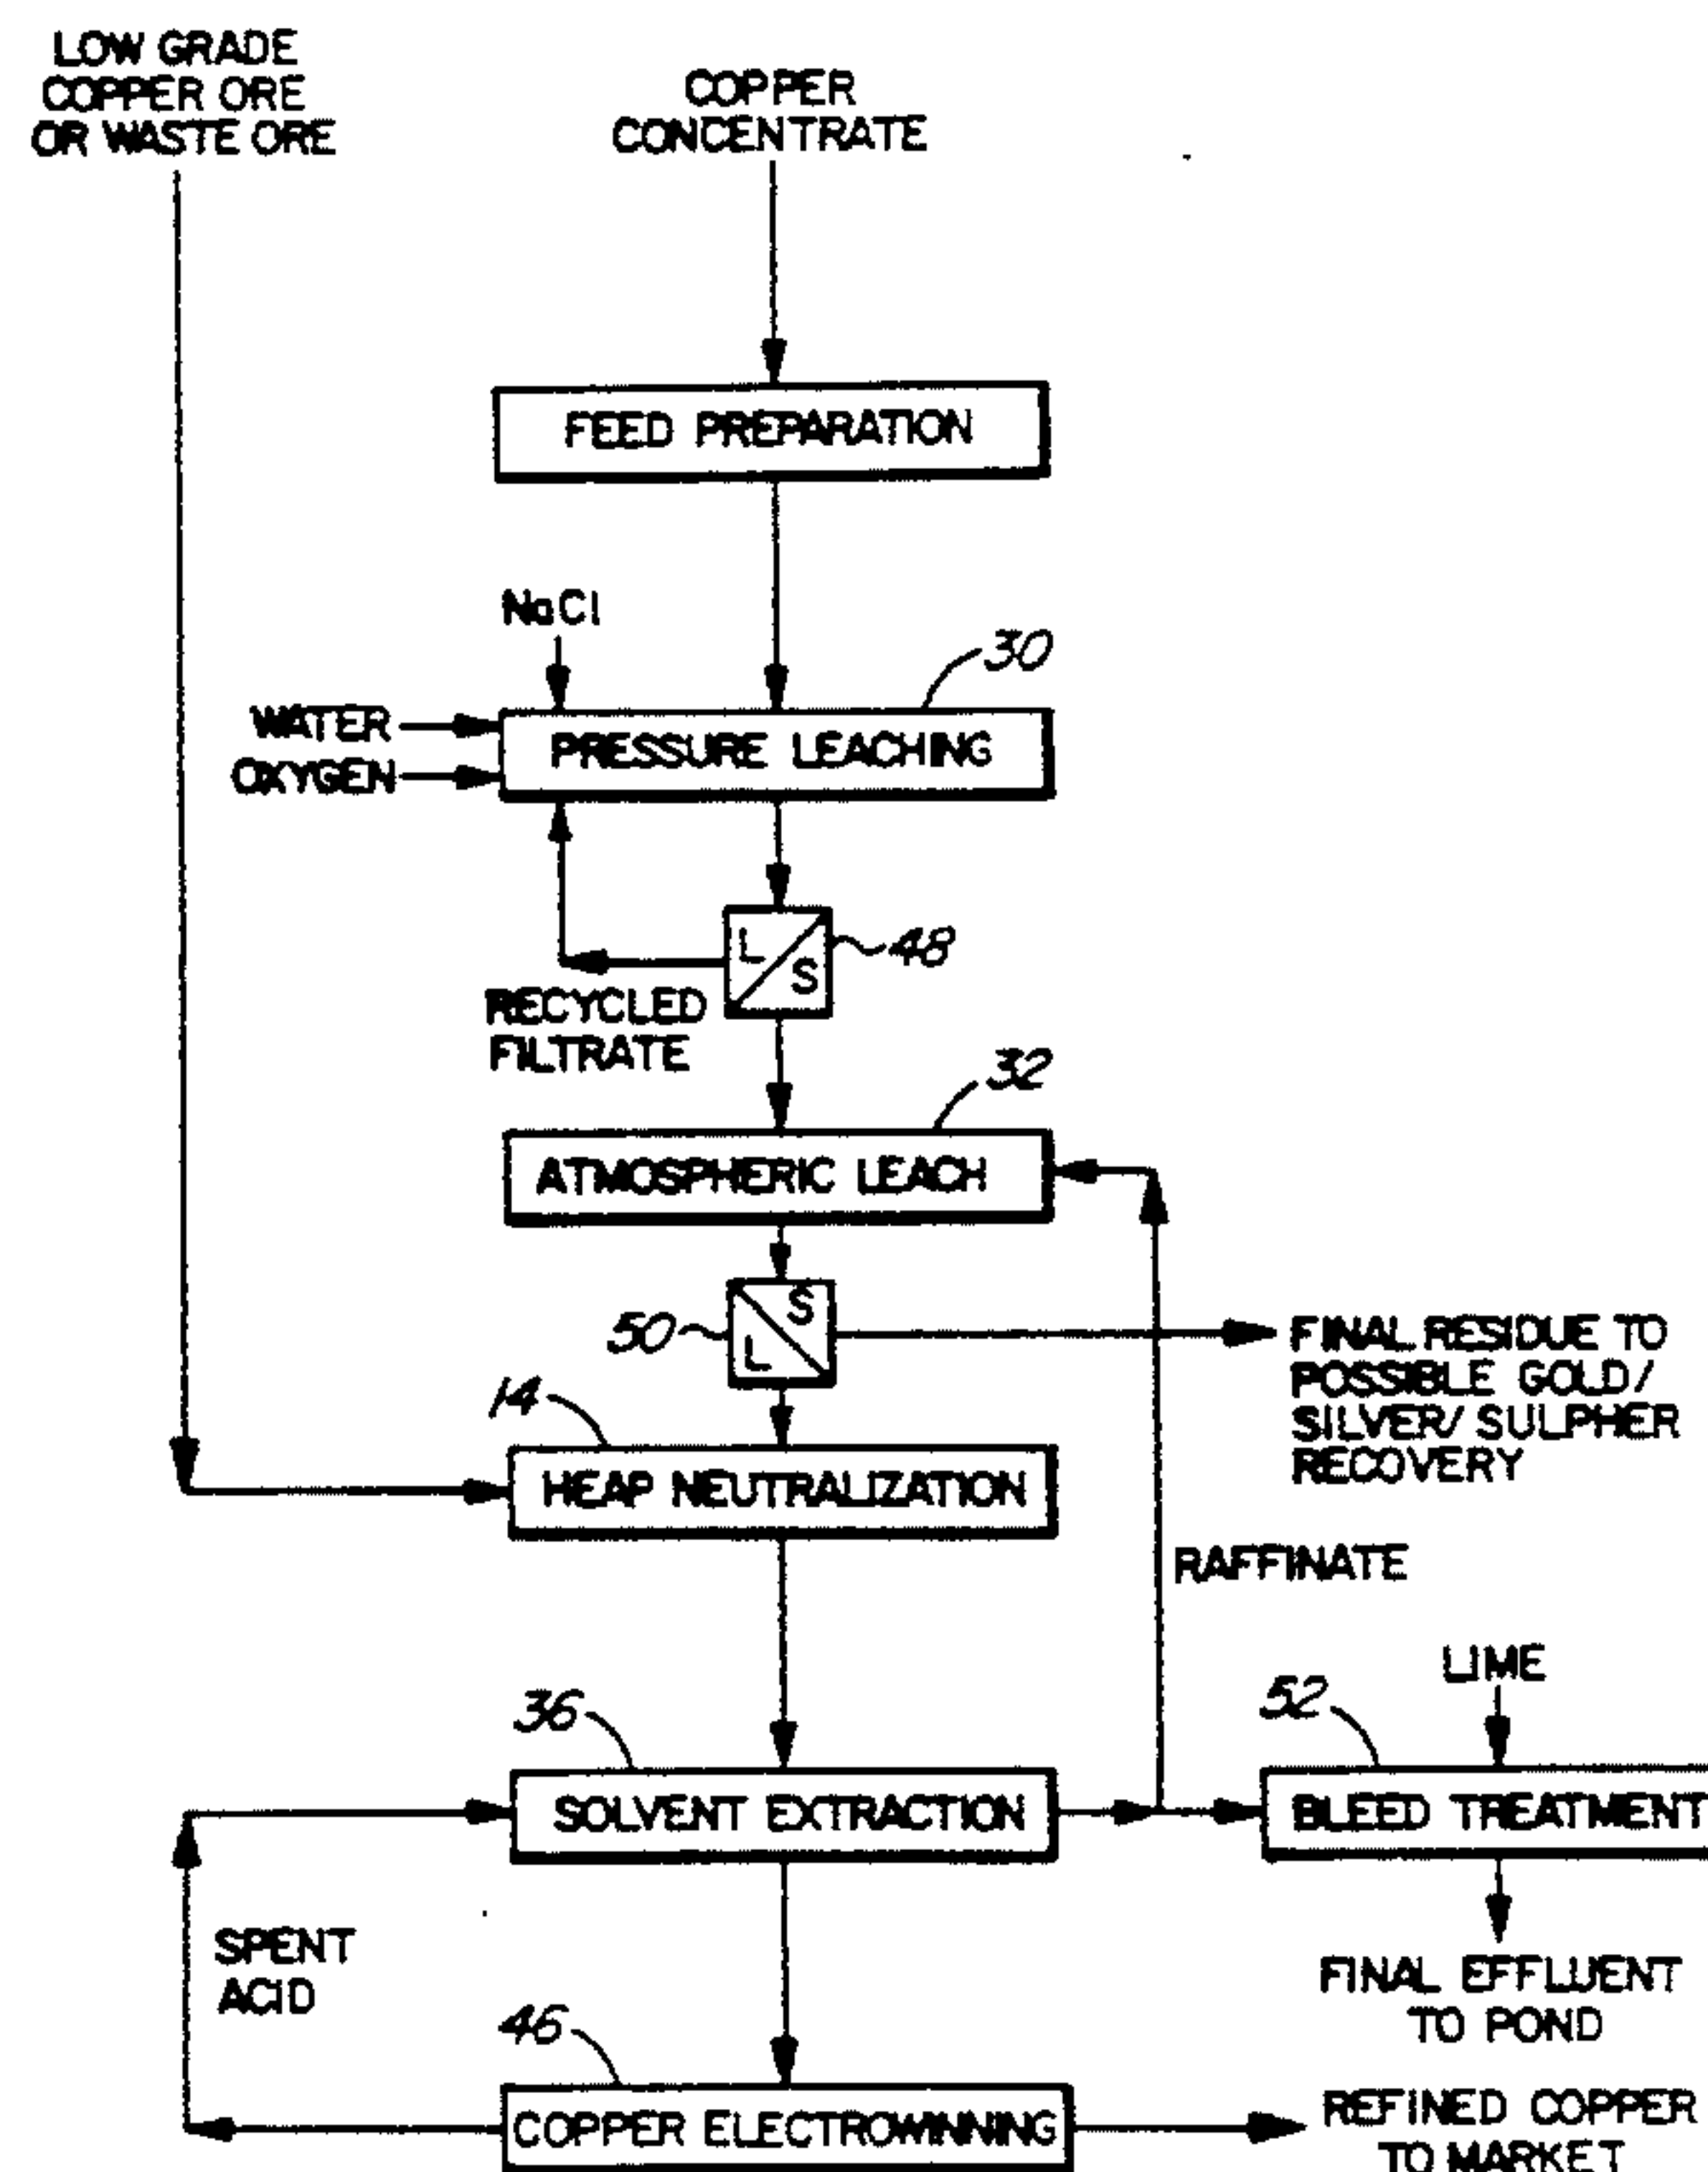 LOW GRADE
COPPER ORE
OR WASTE ORE
COPPER
CONCENTRATE
FEED PREPARATION
NaCl
30
WATER
OXYGEN
PRESSURE LEACHING
L
S
48
RECYCLED
FILTRATE
32
ATMOSPHERIC LEACH
S
L
50
FINAL RESIDUE TO
POSSIBLE GOLD/
SILVER/SULPHER
RECOVERY
14
HEAP NEUTRALIZATION
RAFFINATE
LIME
36
52
SOLVENT EXTRACTION
BLEED TREATMENT
SPENT
ACID
FINAL EFFLUENT
TO POND
46
COPPER ELECTROWINNING
REFINED COPPER
TO MARKET